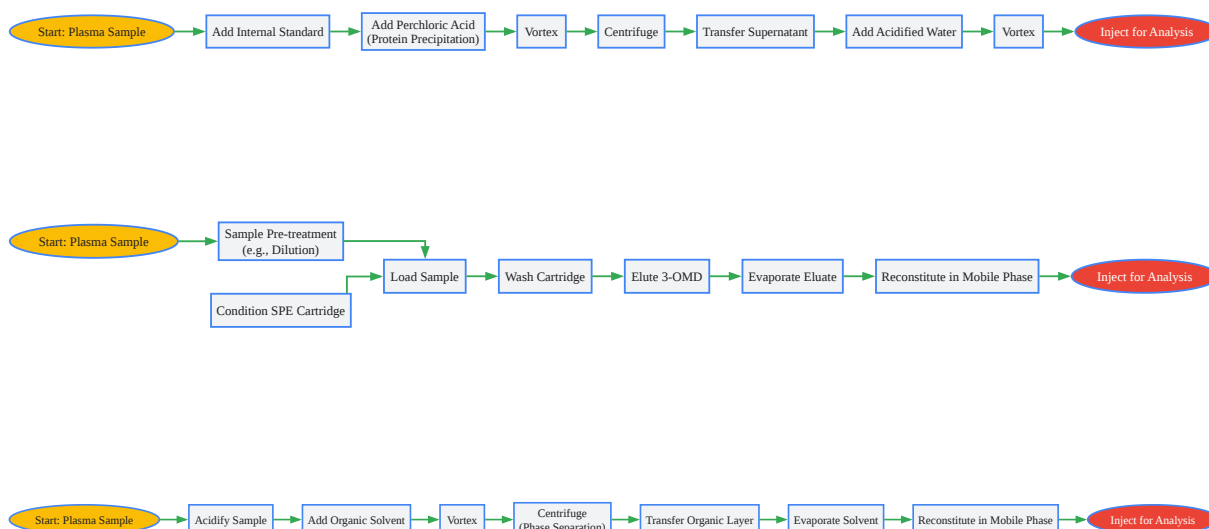 Start: Plasma Sample
Add Internal Standard
Add Perchloric Acid
(Protein Precipitation)
Vortex
Centrifuge
Transfer Supernatant
Add Acidified Water
Vortex
Inject for Analysis
Start: Plasma Sample
Sample Pre-treatment
(e.g., Dilution)
Condition SPE Cartridge
Load Sample
Wash Cartridge
Elute 3-OMD
Evaporate Eluate
Reconstitute in Mobile Phase
Inject for Analysis
Start: Plasma Sample
Acidify Sample
Add Organic Solvent
Vortex
Centrifuge
(Phase Separation)
Transfer Organic Layer
Evaporate Solvent
Reconstitute in Mobile Phase
Inject for Analysis